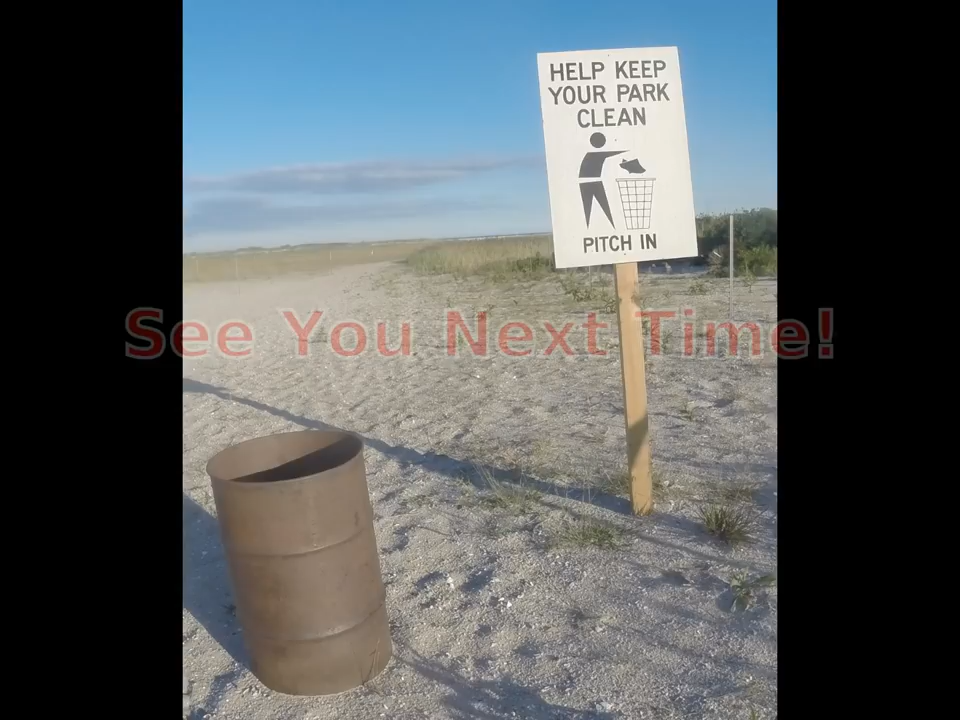 HELP KEEP
YOUR PARK
CLEAN
PITCH IN
See You Next Time!